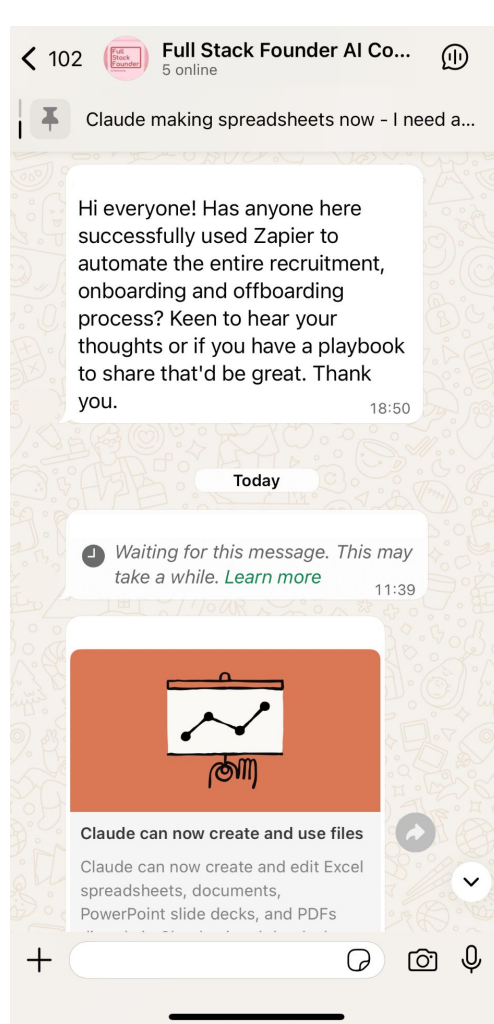 102
Full Stack Founder
Full Stack Founder AI Co...
5 online
Claude making spreadsheets now - I need a...
Hi everyone! Has anyone here
successfully used Zapier to
automate the entire recruitment,
onboarding and offboarding
process? Keen to hear your
thoughts or if you have a playbook
to share that'd be great. Thank
you.
18:50
Today
Waiting for this message. This may
take a while. Learn more
11:39
Claude can now create and use files
Claude can now create and edit Excel
spreadsheets, documents,
PowerPoint slide decks, and PDFs